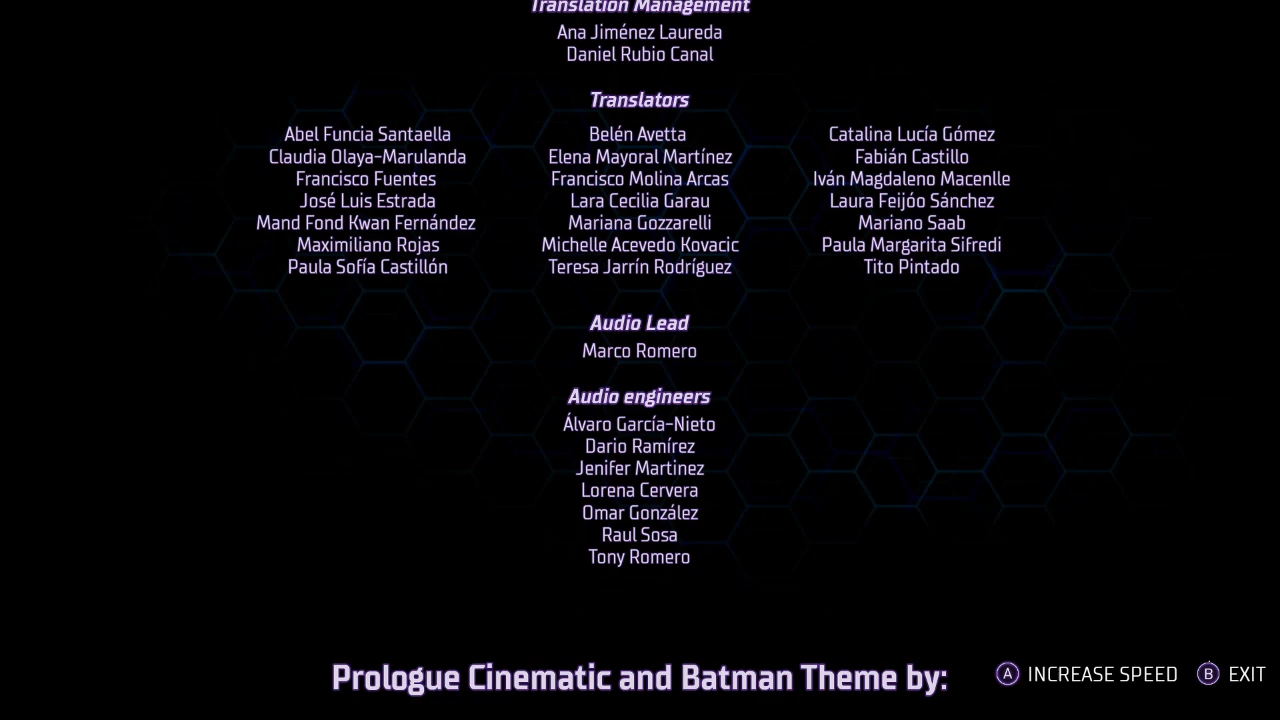 Translation Management
Ana Jiménez Laureda
Daniel Rubio Canal
Translators
Abel Funcia Santaella Belén Avetta Catalina Lucía Gómez
Claudia Olaya-Marulanda Elena Mayoral Martínez Fabián Castillo
Francisco Fuentes Francisco Molina Arcas Iván Magdaleno Macenlle
José Luis Estrada Lara Cecilia Garau Laura Feijóo Sánchez
Mand Fond Kwan Fernández Mariana Gozzarelli Mariano Saab
Maximiliano Rojas Michelle Acevedo Kovacic Paula Margarita Sifredi
Paula Sofía Castillón Teresa Jarrín Rodríguez Tito Pintado
Audio Lead
Marco Romero
Audio engineers
Álvaro García-Nieto
Dario Ramírez
Jenifer Martinez
Lorena Cervera
Omar González
Raul Sosa
Tony Romero
Prologue Cinematic and Batman Theme by:
A INCREASE SPEED B EXIT